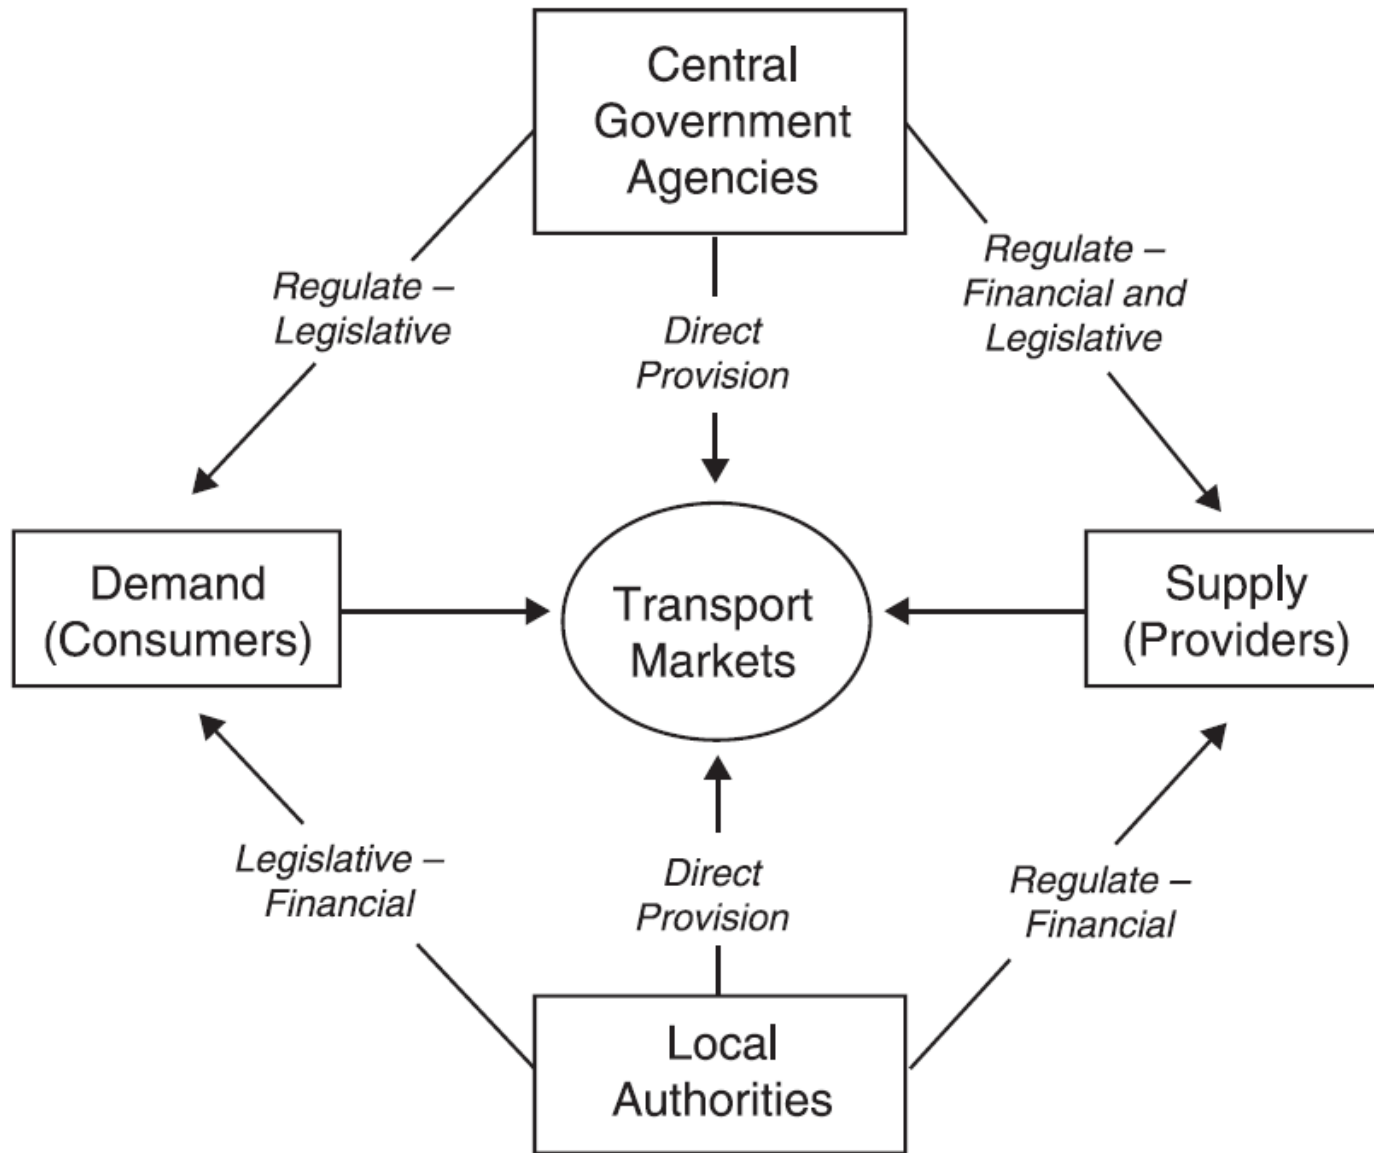 Central
Government
Agencies
Regulate –
Legislative
Direct
Provision
Regulate –
Financial and
Legislative
Demand
(Consumers)
Transport
Markets
Supply
(Providers)
Legislative –
Financial
Direct
Provision
Regulate –
Financial
Local
Authorities